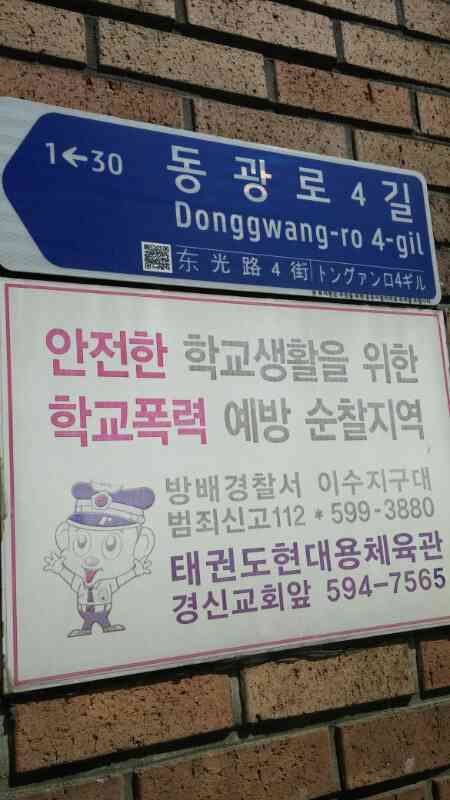 1←30
동광로4길
Donggwang-ro 4-gil
东光路4街 トングァンロ4ギル
안전한 학교생활을 위한
학교폭력 예방 순찰지역
방배경찰서 이수지구대
범죄신고112 * 599-3880
태권도현대용체육관
경신교회앞 594-7565